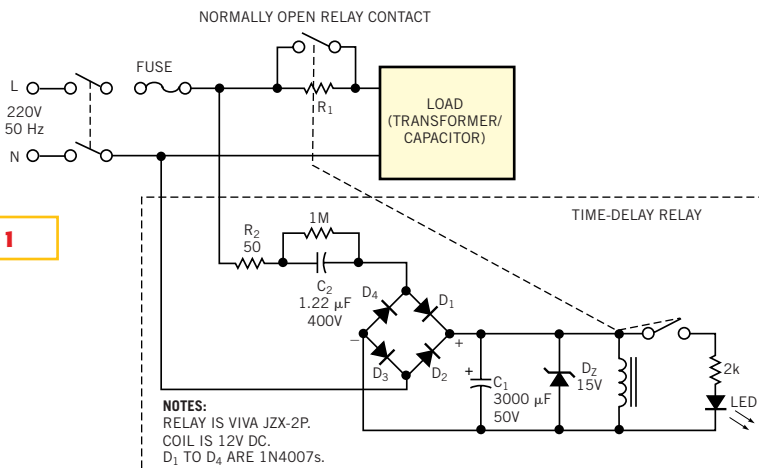 NORMALLY OPEN RELAY CONTACT
FUSE
L
220V
50 Hz
N
R1
LOAD
(TRANSFORMER/
CAPACITOR)
TIME-DELAY RELAY
1
R2
50
1M
C2
1.22 μF
400V
D4
D1
D3
D2
–
+
+
C1
3000 μF
50V
DZ
15V
2k
LED
NOTES:
RELAY IS VIVA JZX-2P.
COIL IS 12V DC.
D1 TO D4 ARE 1N4007s.